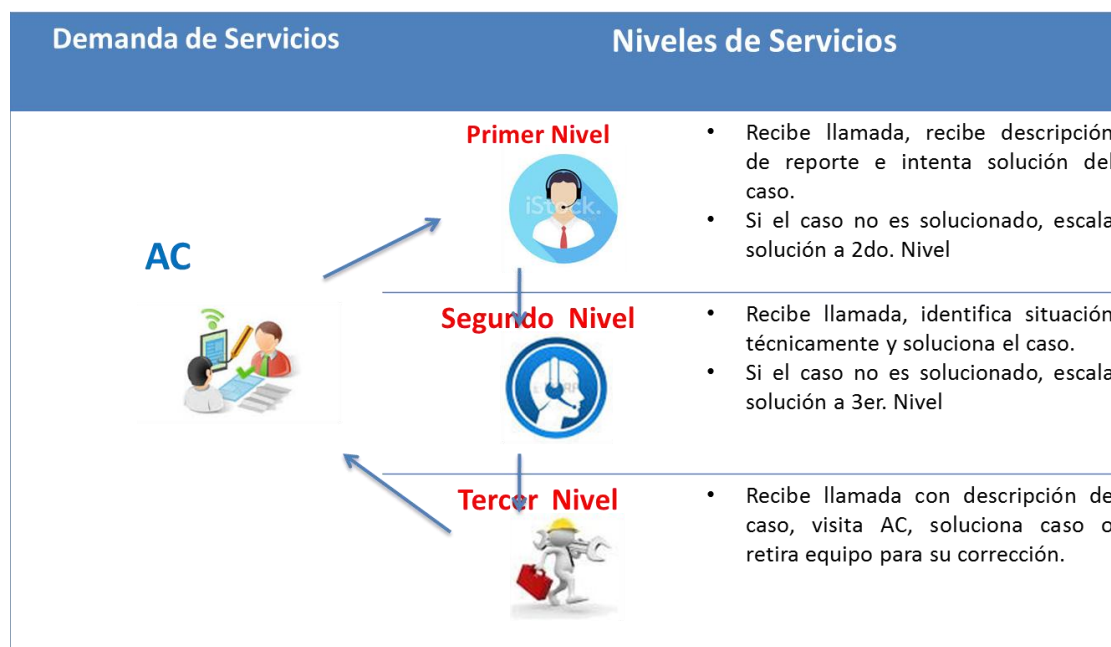 Demanda de Servicios
Niveles de Servicios
Primer Nivel
iStock.
• Recibe llamada, recibe descripción
de reporte e intenta solución del
caso.
• Si el caso no es solucionado, escala
solución a 2do. Nivel
AC
Segundo Nivel
• Recibe llamada, identifica situación
técnicamente y soluciona el caso.
• Si el caso no es solucionado, escala
solución a 3er. Nivel
Tercer Nivel
• Recibe llamada con descripción de
caso, visita AC, soluciona caso o
retira equipo para su corrección.